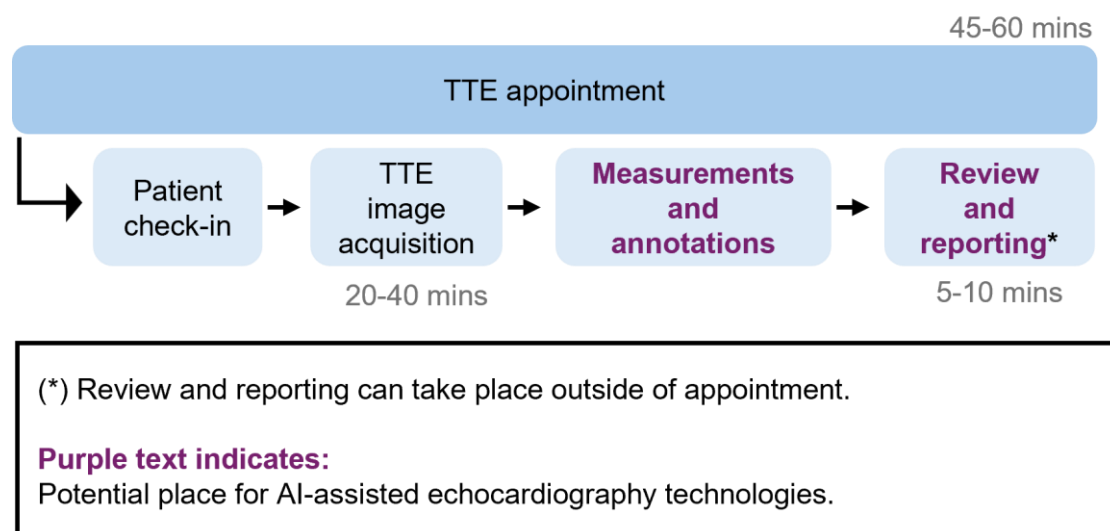 45-60 mins
TTE appointment
Patient
check-in
TTE
image
acquisition
20-40 mins
Measurements
and
annotations
Review
and
reporting*
5-10 mins
(*) Review and reporting can take place outside of appointment.
Purple text indicates:
Potential place for AI-assisted echocardiography technologies.